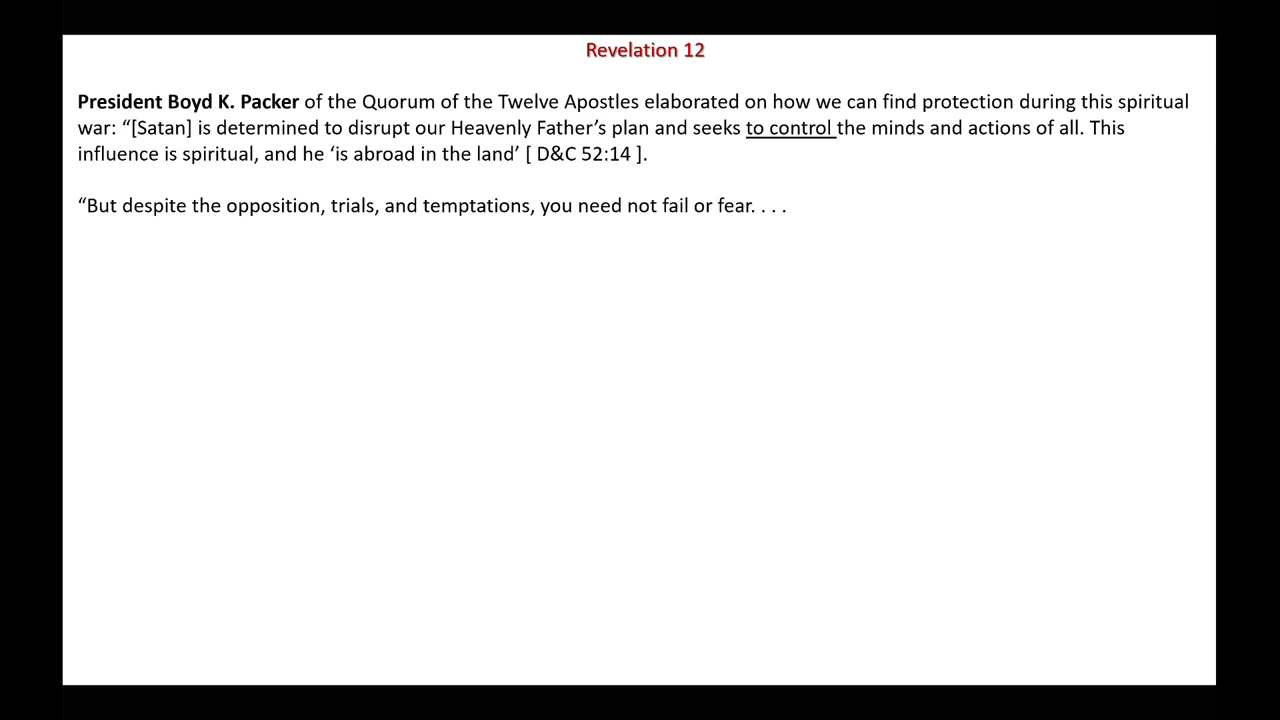 Revelation 12
President Boyd K. Packer of the Quorum of the Twelve Apostles elaborated on how we can find protection during this spiritual
war: “[Satan] is determined to disrupt our Heavenly Father’s plan and seeks to control the minds and actions of all. This
influence is spiritual, and he ‘is abroad in the land’ [ D&C 52:14 ].
“But despite the opposition, trials, and temptations, you need not fail or fear. . . .